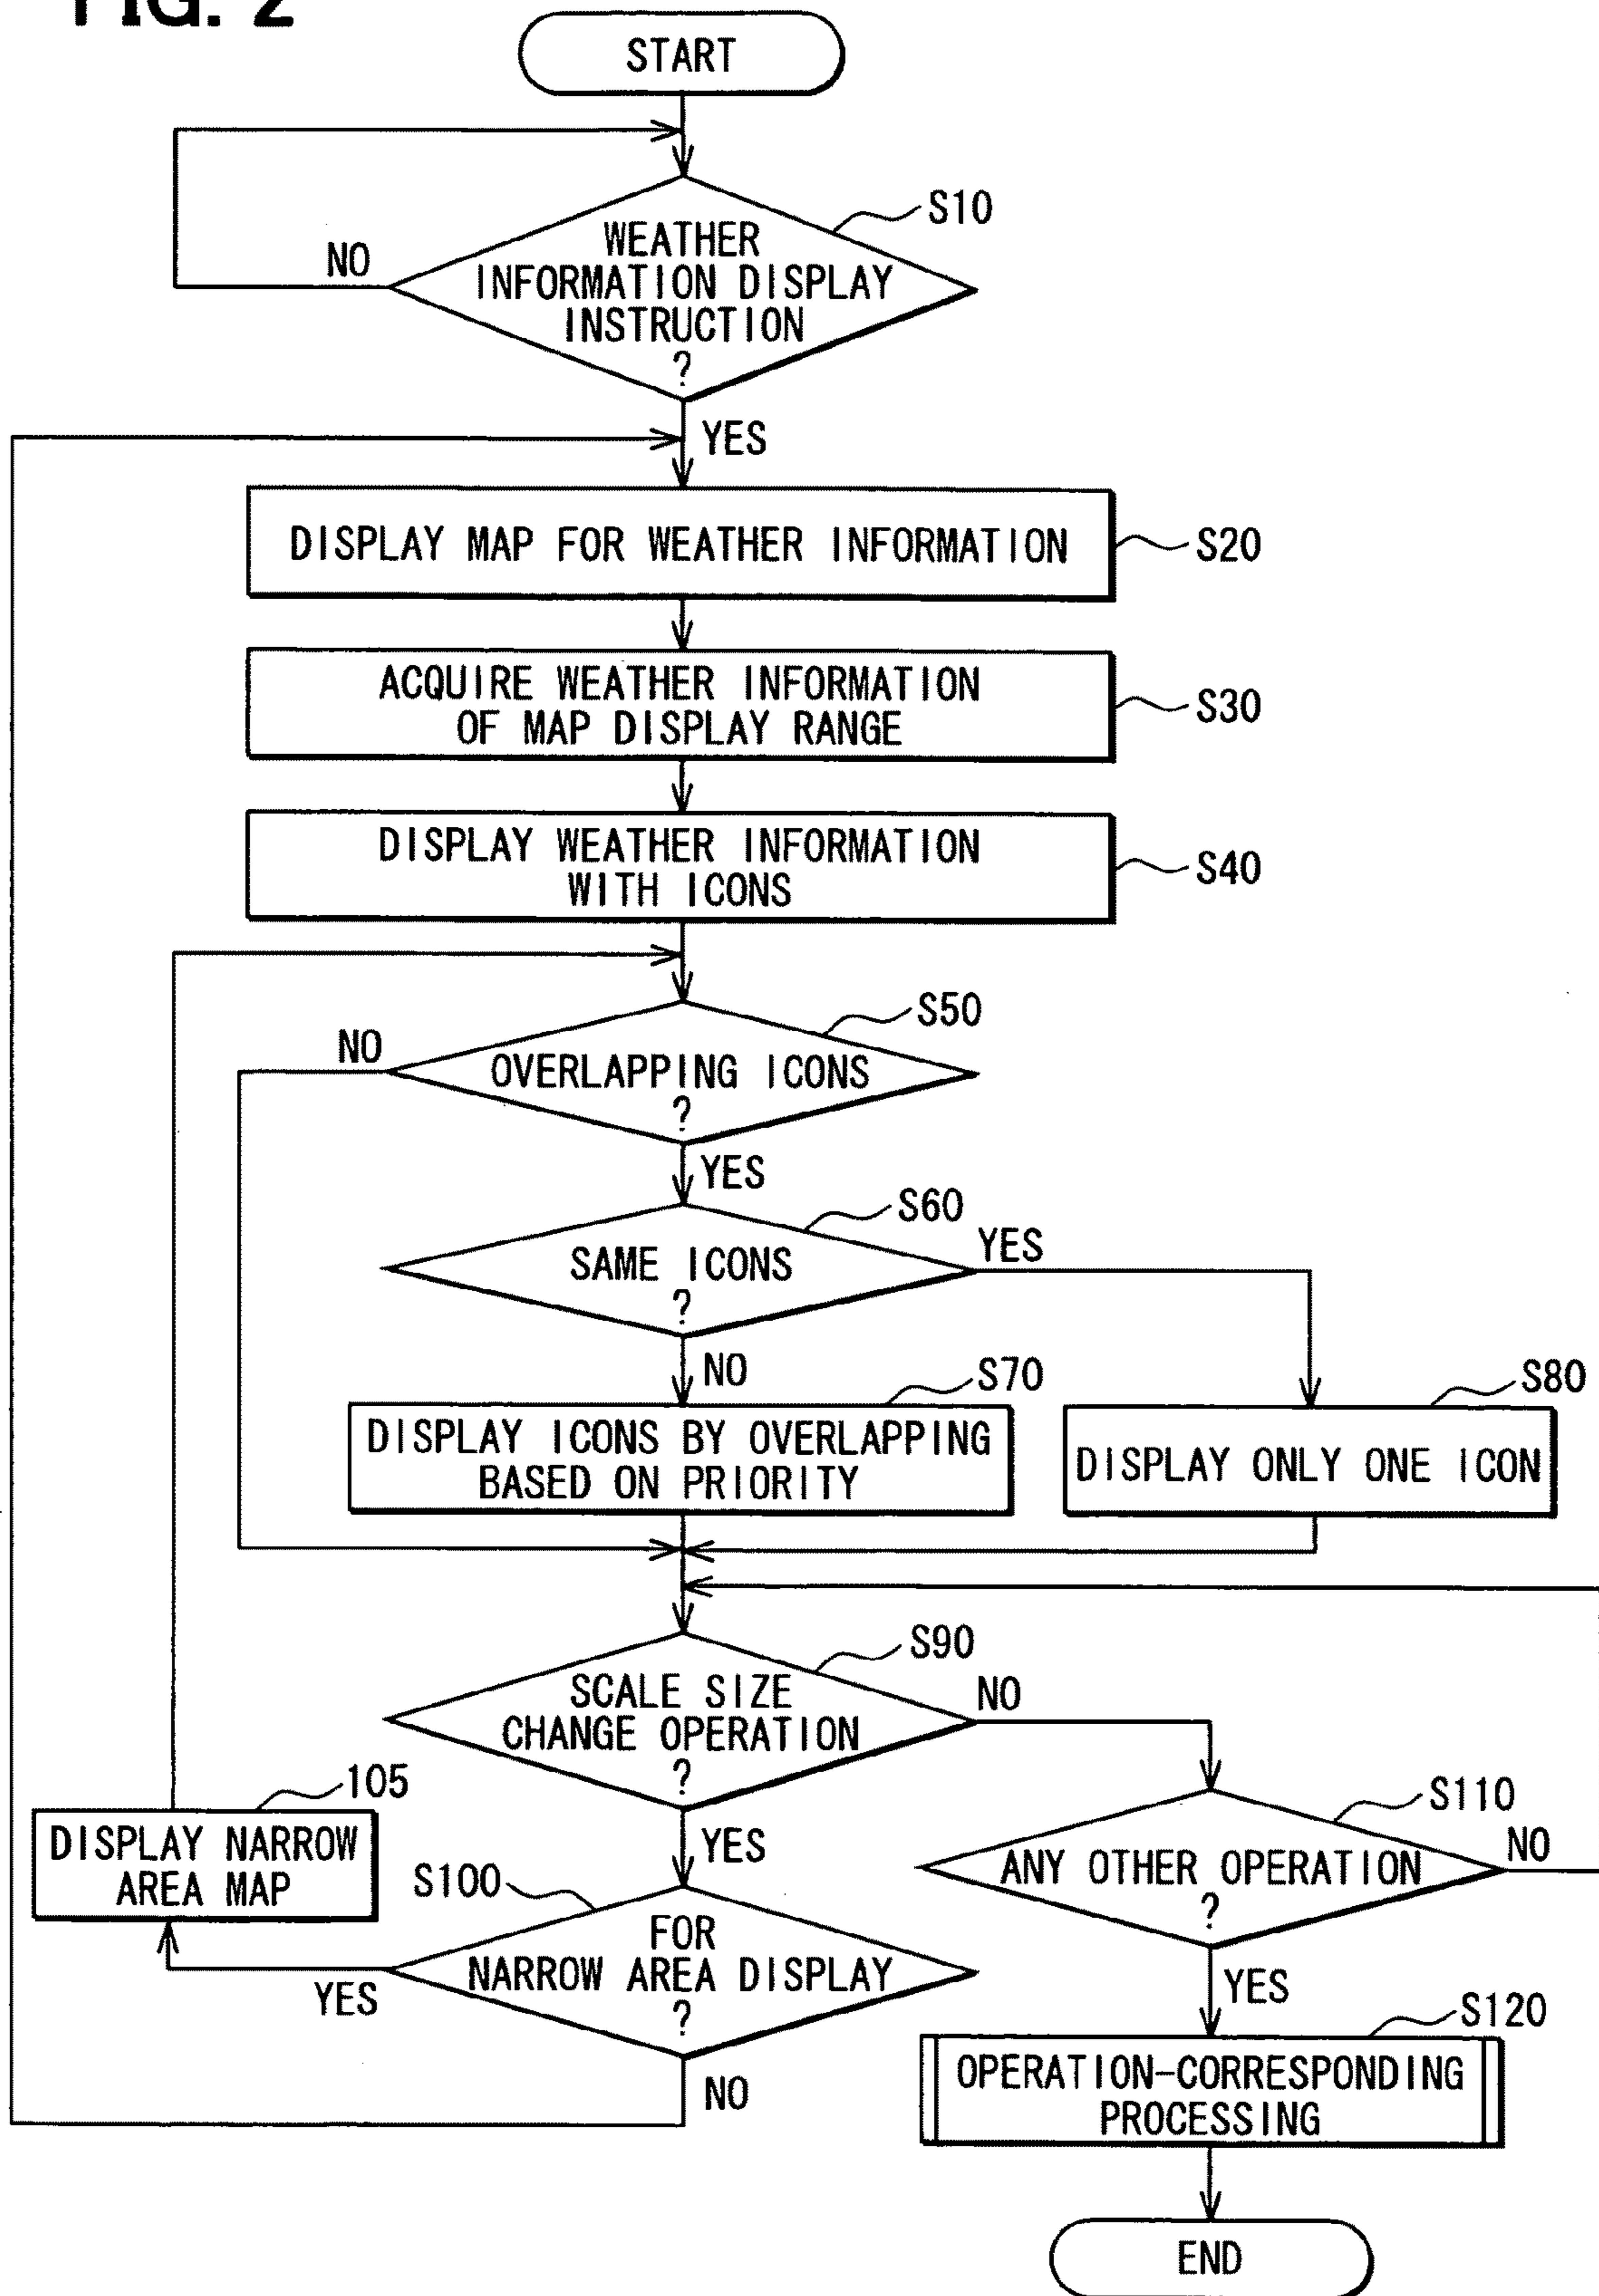 FIG. 2
START
S10
WEATHER
INFORMATION DISPLAY
INSTRUCTION
?
NO
YES
DISPLAY MAP FOR WEATHER INFORMATION
S20
ACQUIRE WEATHER INFORMATION
OF MAP DISPLAY RANGE
S30
DISPLAY WEATHER INFORMATION
WITH ICONS
S40
S50
NO
OVERLAPPING ICONS
?
YES
S60
YES
SAME ICONS
?
NO
S70
S80
DISPLAY ICONS BY OVERLAPPING
BASED ON PRIORITY
DISPLAY ONLY ONE ICON
S90
SCALE SIZE
CHANGE OPERATION
?
NO
YES
105
DISPLAY NARROW
AREA MAP
S110
ANY OTHER OPERATION
?
NO
YES
S100
FOR
NARROW AREA DISPLAY
?
YES
NO
S120
OPERATION-CORRESPONDING
PROCESSING
END